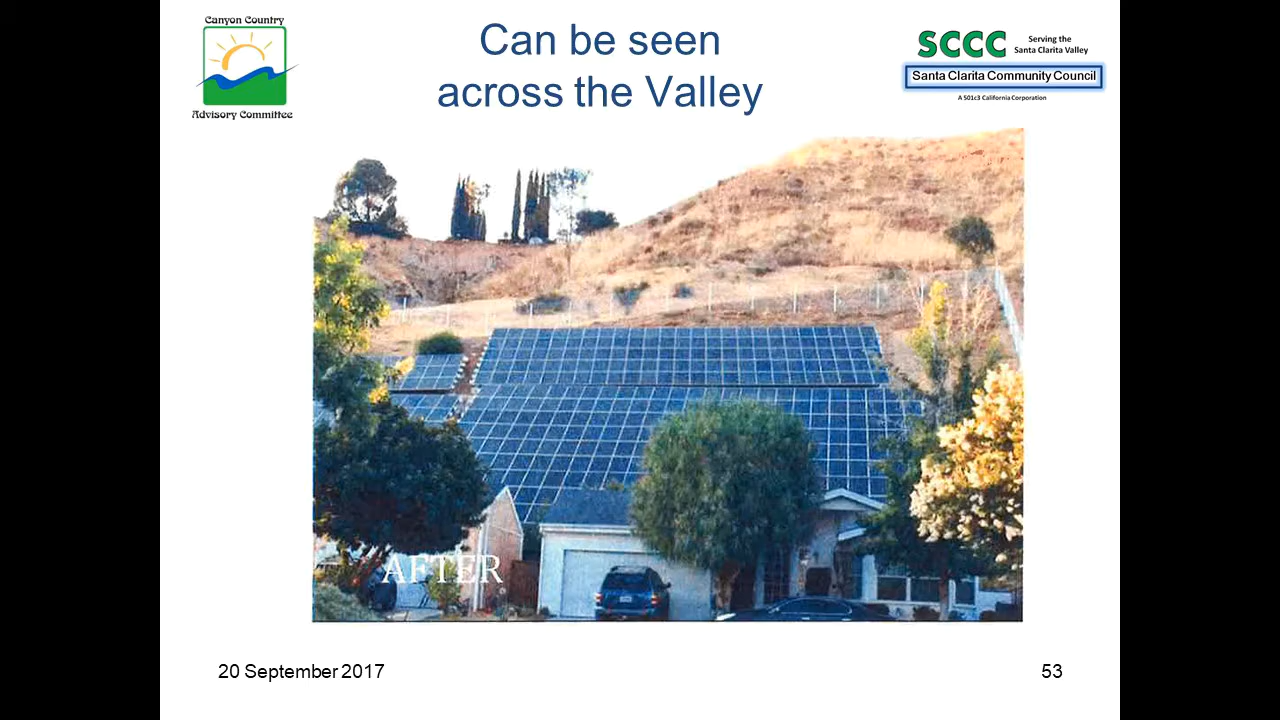 Canyon Country
Advisory Committee
Can be seen
across the Valley
SCCC
Serving the
Santa Clarita Valley
Santa Clarita Community Council
A 501c3 California Corporation
AFTER
20 September 2017
53